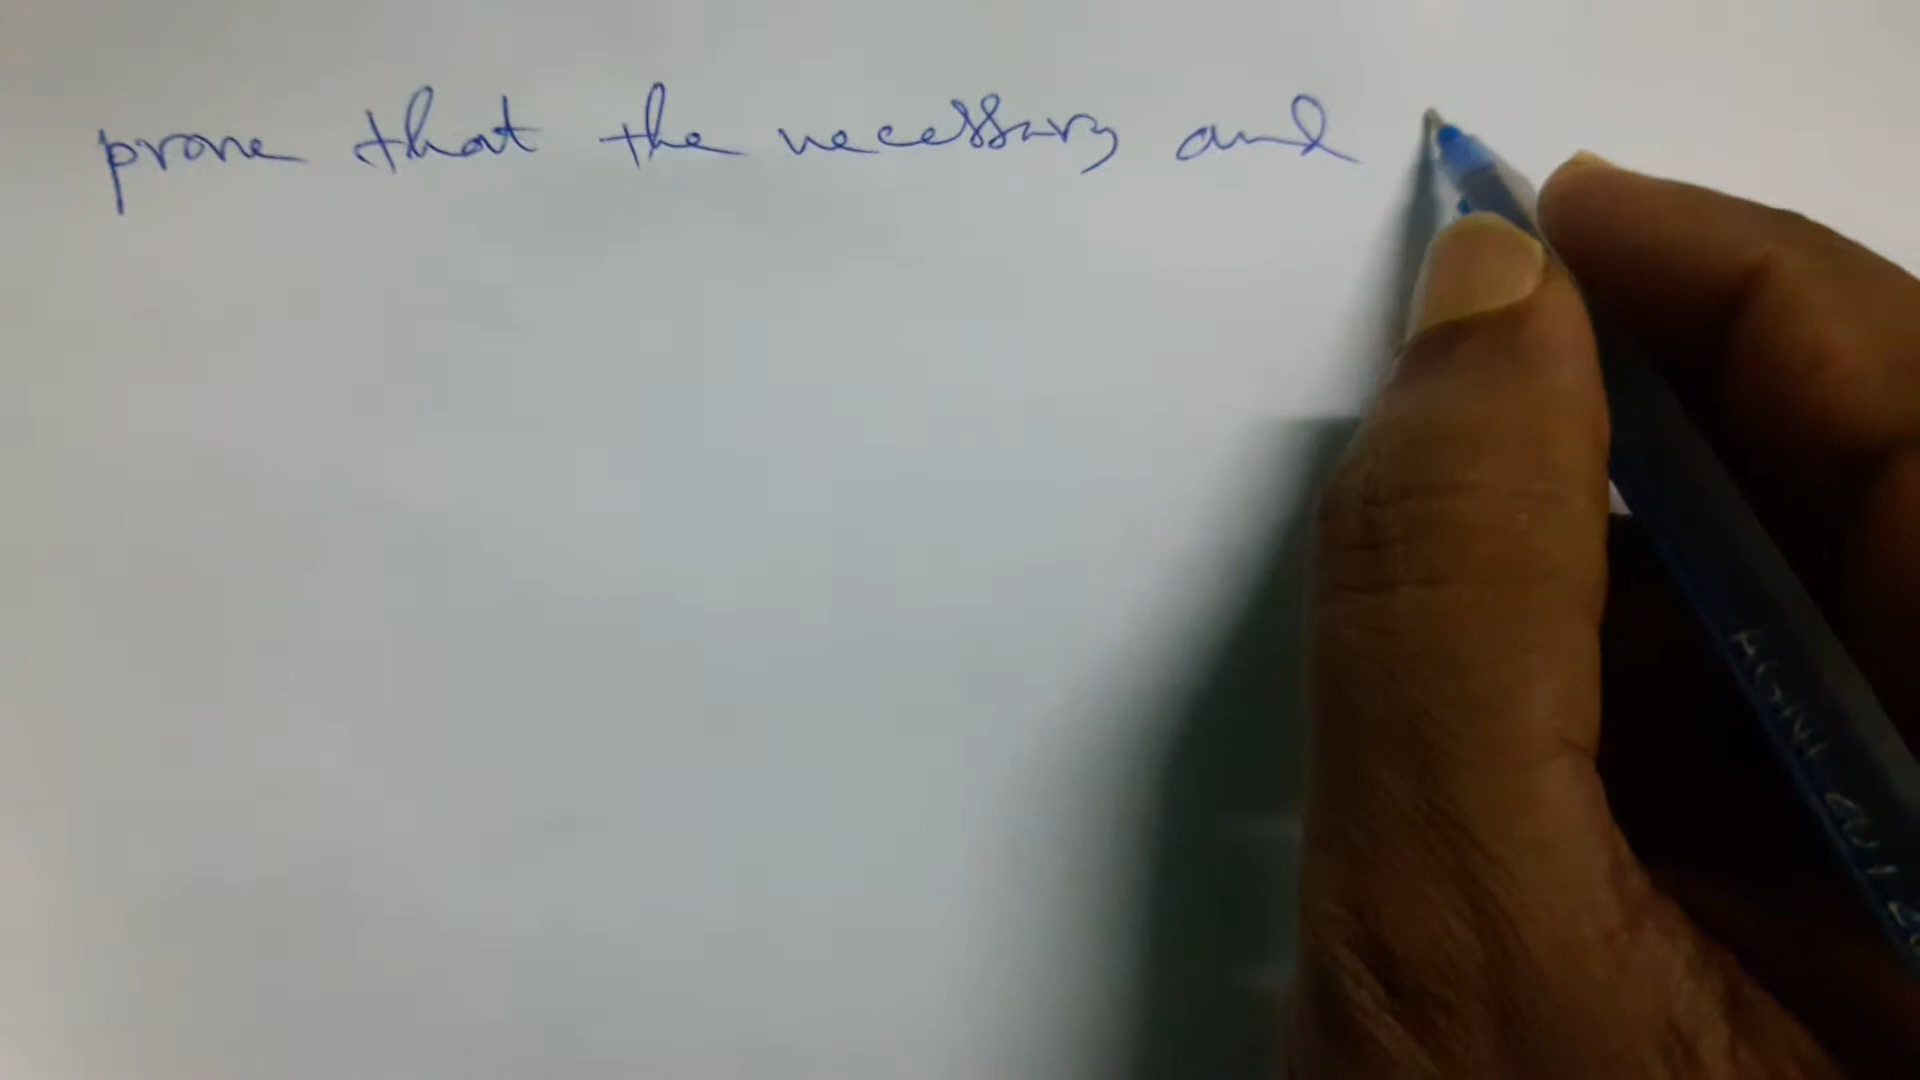 prove that the necessary and